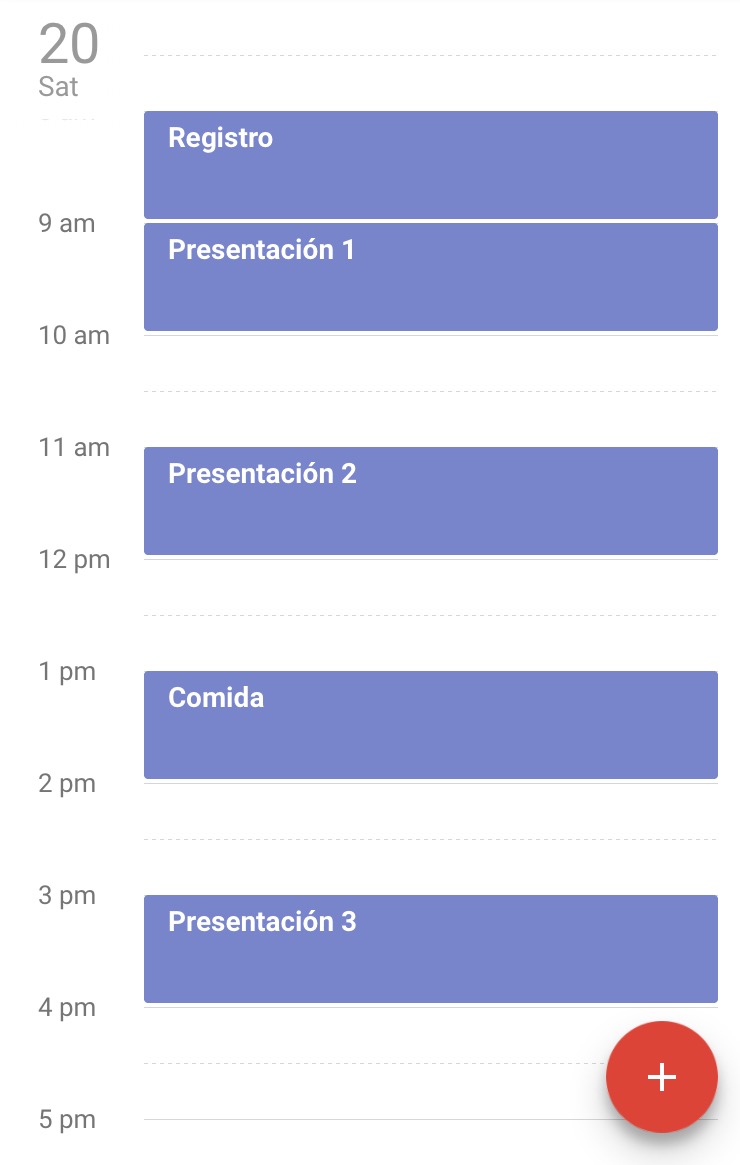 20
Sat
Registro
9 am
Presentación 1
10 am
11 am
Presentación 2
12 pm
1 pm
Comida
2 pm
3 pm
Presentación 3
4 pm
5 pm